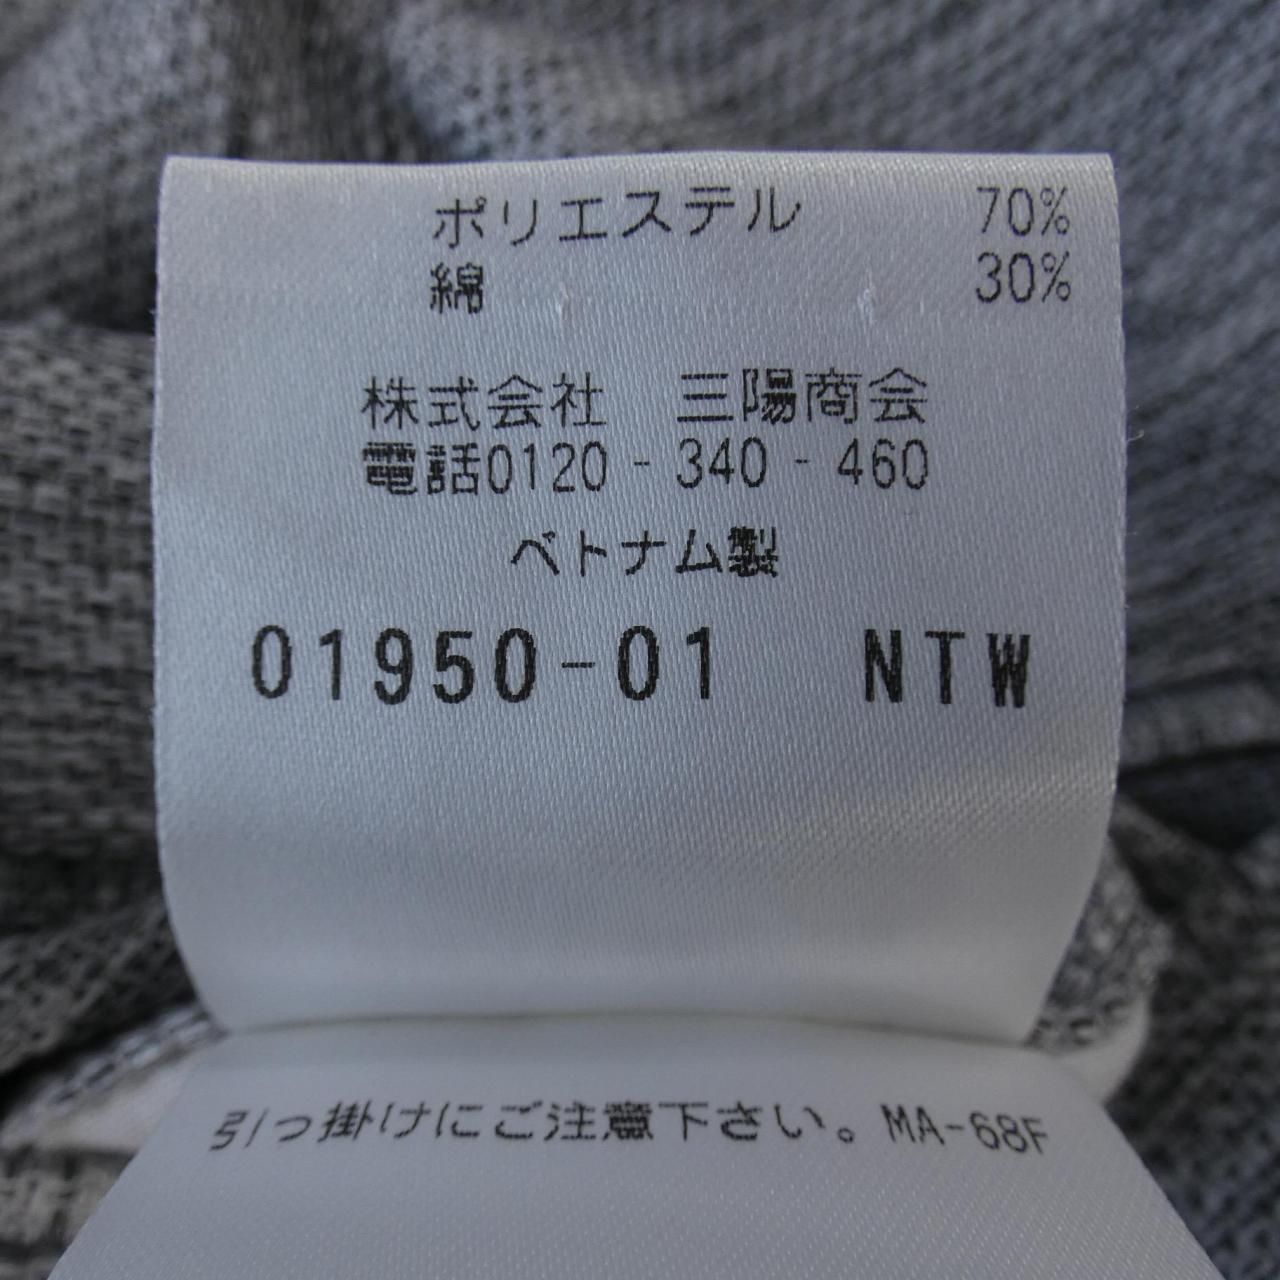 ポリエステル 70%
綿 30%
株式会社 三陽商会
電話0120-340-460
ベトナム製
01950-01 NTW
引っ掛けにご注意下さい。MA-68F